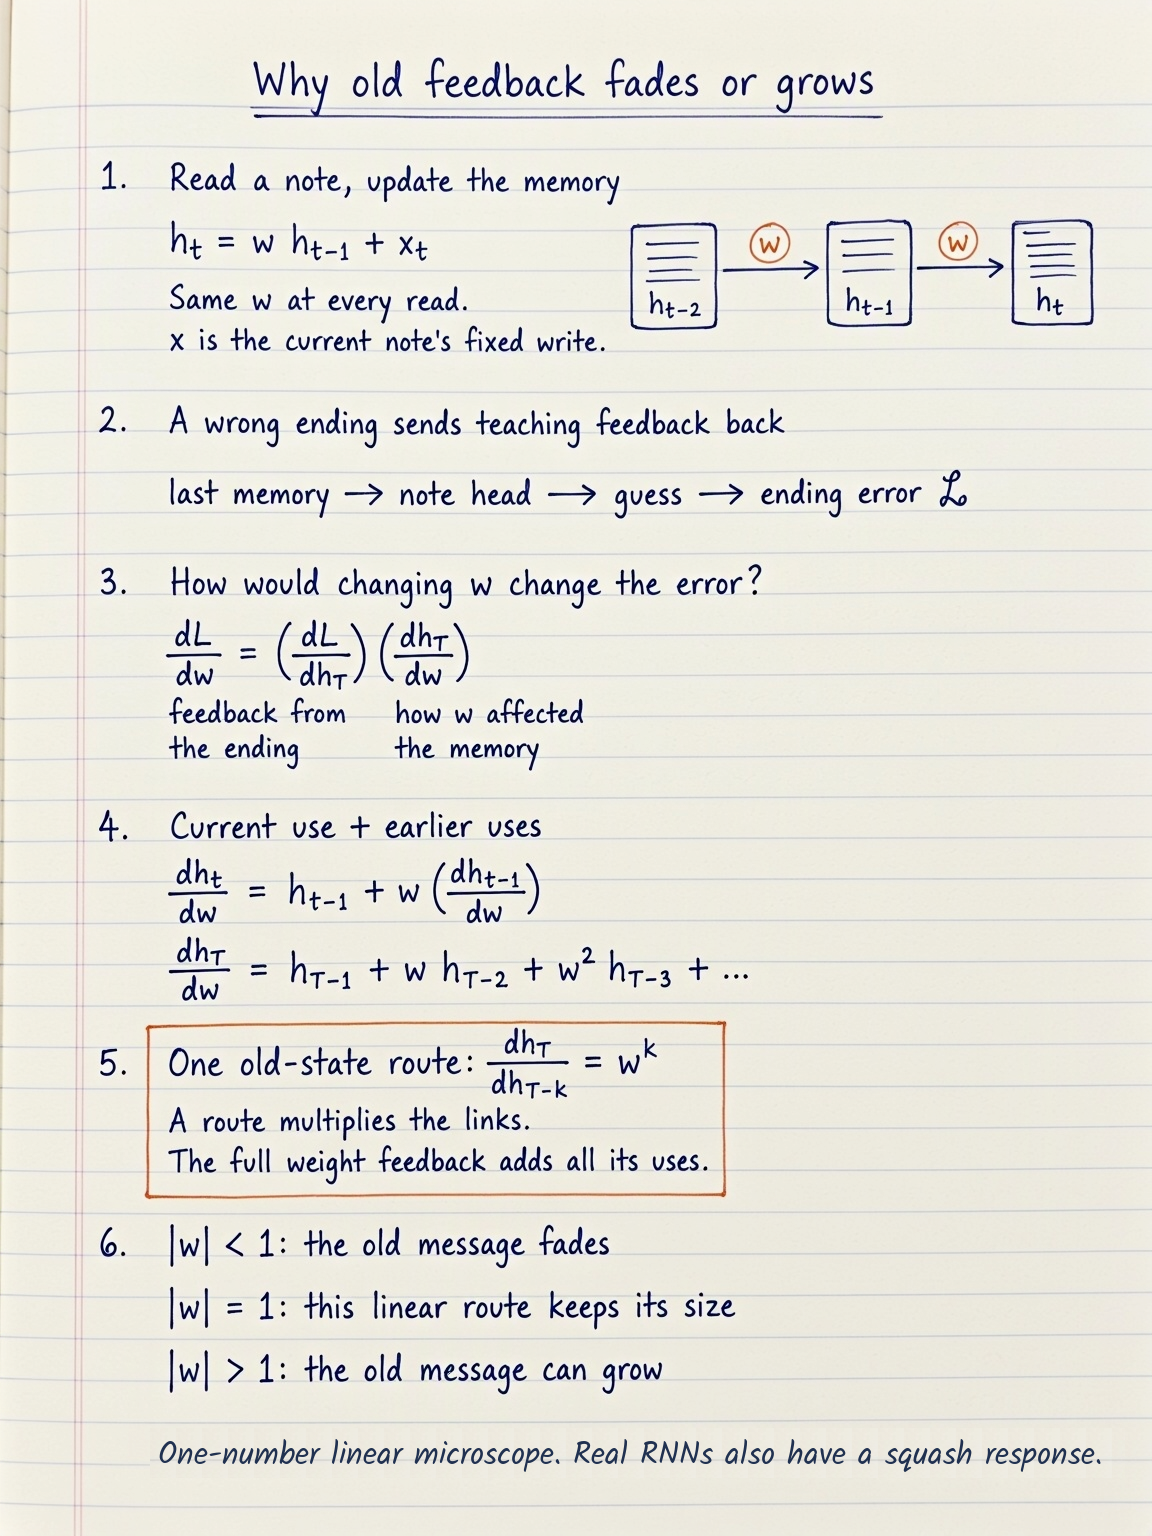 Why old feedback fades or grows
1. Read a note, update the memory
h_t = w h_{t-1} + x_t
w w
h_{t-2} h_{t-1} h_t
Same w at every read.
x is the current note's fixed write.
2. A wrong ending sends teaching feedback back
last memory → note head → guess → ending error ℒ
3. How would changing w change the error?
dL/dw = (dL/dh_T) (dh_T/dw)
feedback from how w affected
the ending the memory
4. Current use + earlier uses
dh_t/dw = h_{t-1} + w (dh_{t-1}/dw)
dh_T/dw = h_{T-1} + w h_{T-2} + w² h_{T-3} + ...
5. One old-state route: dh_T/dh_{T-k} = w^k
A route multiplies the links.
The full weight feedback adds all its uses.
6. |w| < 1: the old message fades
|w| = 1: this linear route keeps its size
|w| > 1: the old message can grow
One-number linear microscope. Real RNNs also have a squash response.